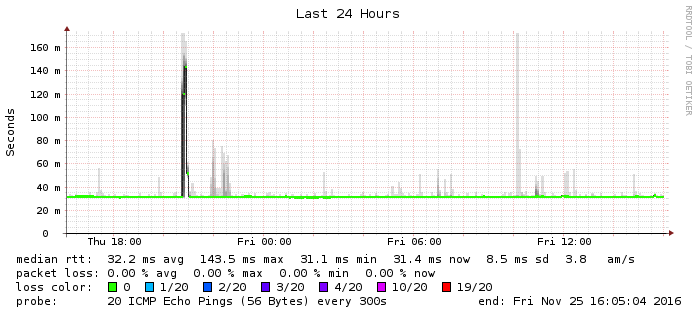 Last 24 Hours
RRDTOOL / TOBI OETIKER
Seconds
160 m
140 m
120 m
100 m
80 m
60 m
40 m
20 m
0
Thu 18:00 Fri 00:00 Fri 06:00 Fri 12:00
median rtt: 32.2 ms avg 143.5 ms max 31.1 ms min 31.4 ms now 8.5 ms sd 3.8 am/s
packet loss: 0.00 % avg 0.00 % max 0.00 % min 0.00 % now
loss color: 0 1/20 2/20 3/20 4/20 10/20 19/20
probe: 20 ICMP Echo Pings (56 Bytes) every 300s end: Fri Nov 25 16:05:04 2016